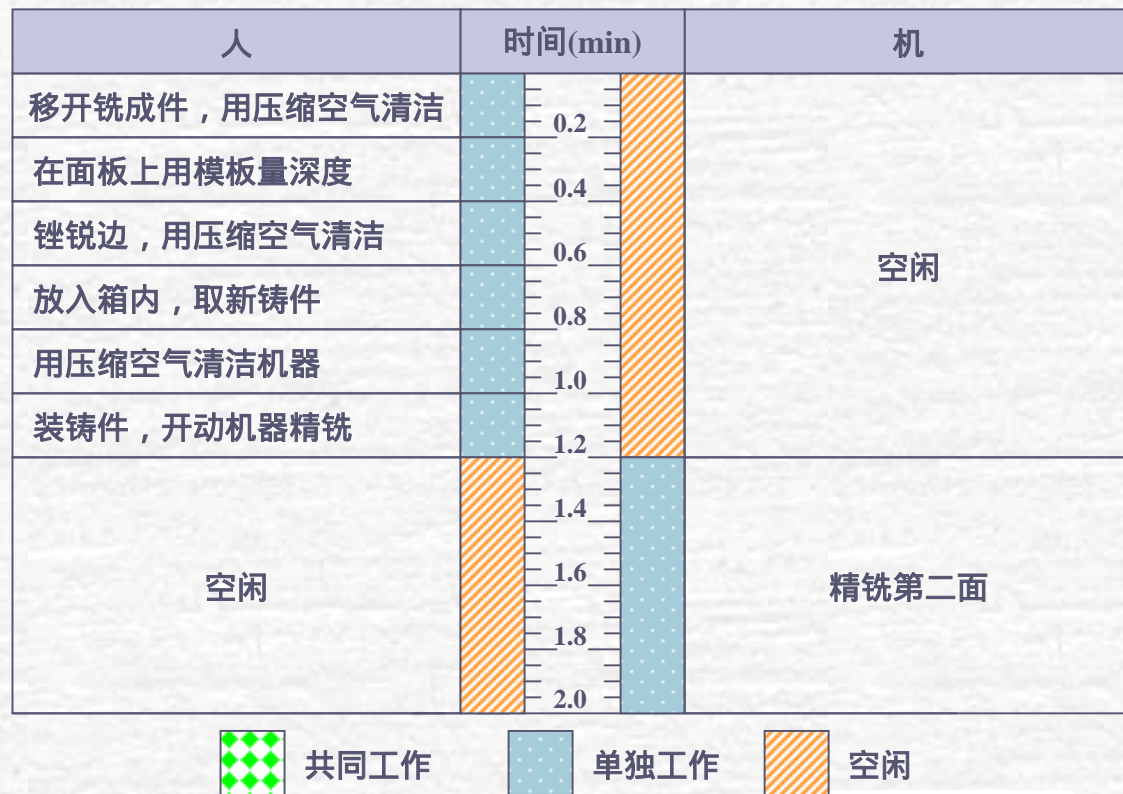 人 时间(min) 机
移开铣成件，用压缩空气清洁
0.2
在面板上用模板量深度
0.4
锉锐边，用压缩空气清洁
0.6
空闲
放入箱内，取新铸件
0.8
用压缩空气清洁机器
1.0
装铸件，开动机器精铣
1.2
1.4
空闲
1.6
精铣第二面
1.8
2.0
共同工作 单独工作 空闲